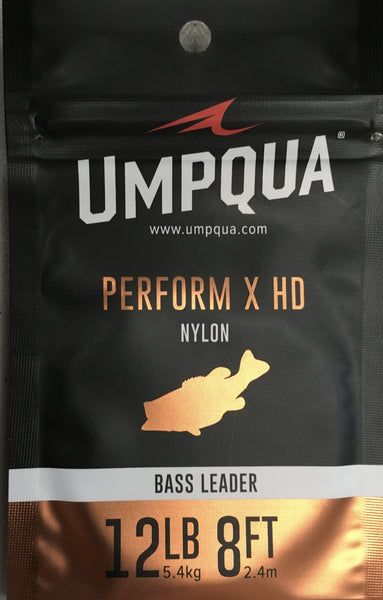 UMPQUA®
www.umpqua.com
PERFORM X HD
NYLON
BASS LEADER
12LB 8FT
5.4kg 2.4m